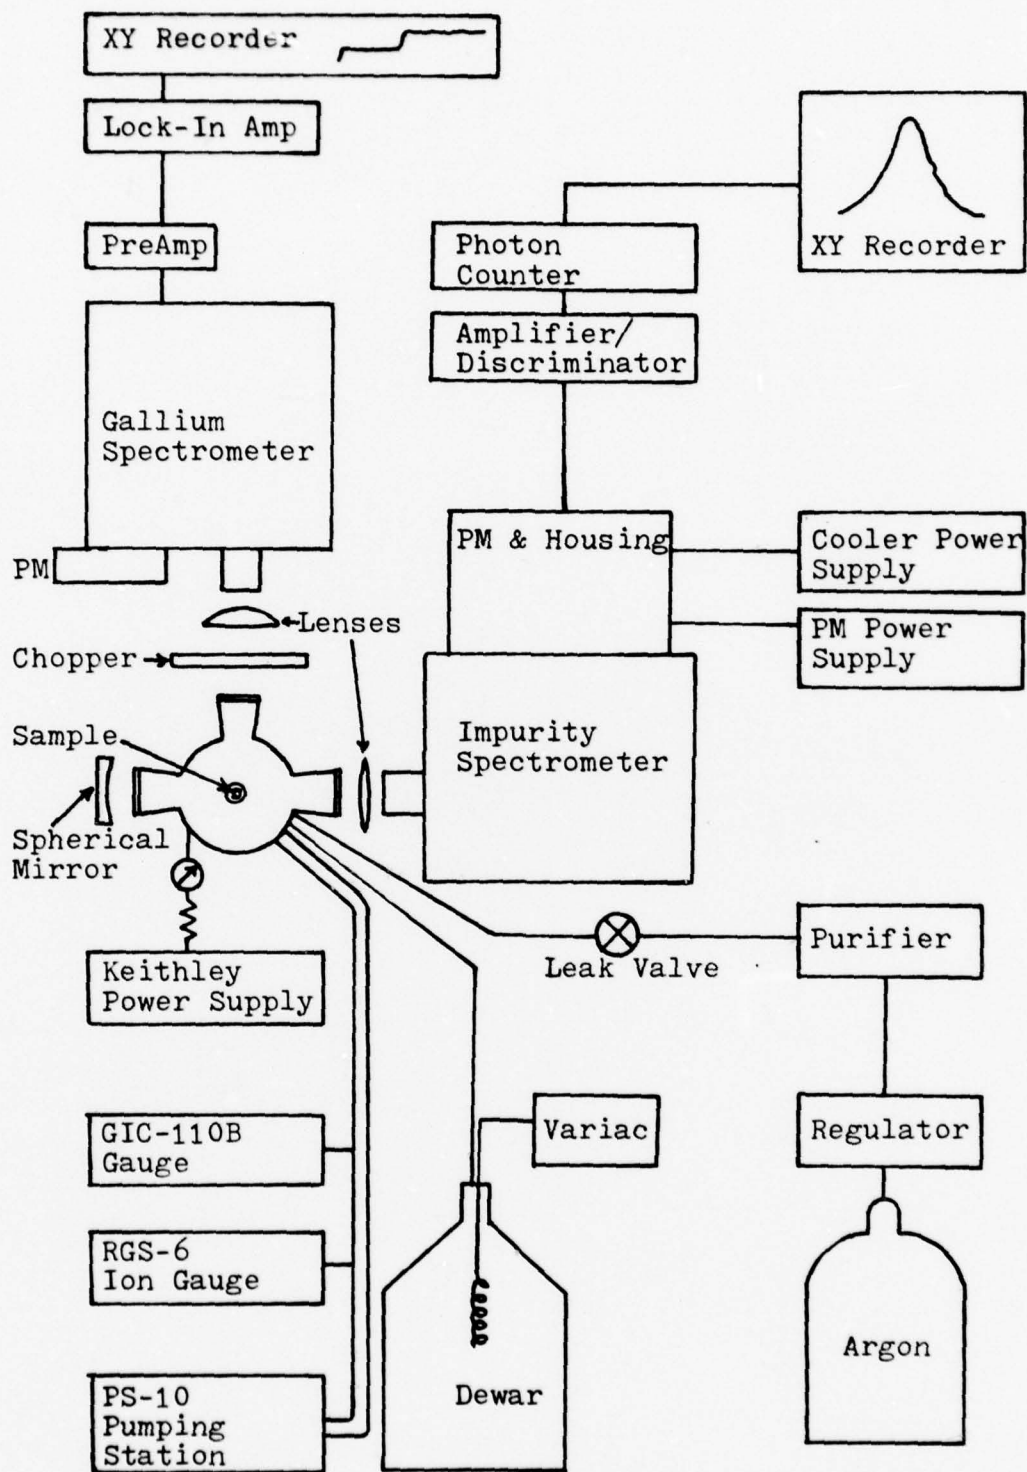 XY Recorder
Lock-In Amp
PreAmp
Gallium
Spectrometer
PM
Lenses
Chopper
Sample
Spherical
Mirror
Keithley
Power Supply
GIC-110B
Gauge
RGS-6
Ion Gauge
PS-10
Pumping
Station
XY Recorder
Photon
Counter
Amplifier/
Discriminator
PM & Housing
Cooler Power
Supply
PM Power
Supply
Impurity
Spectrometer
Leak Valve
Purifier
Variac
Regulator
Dewar
Argon